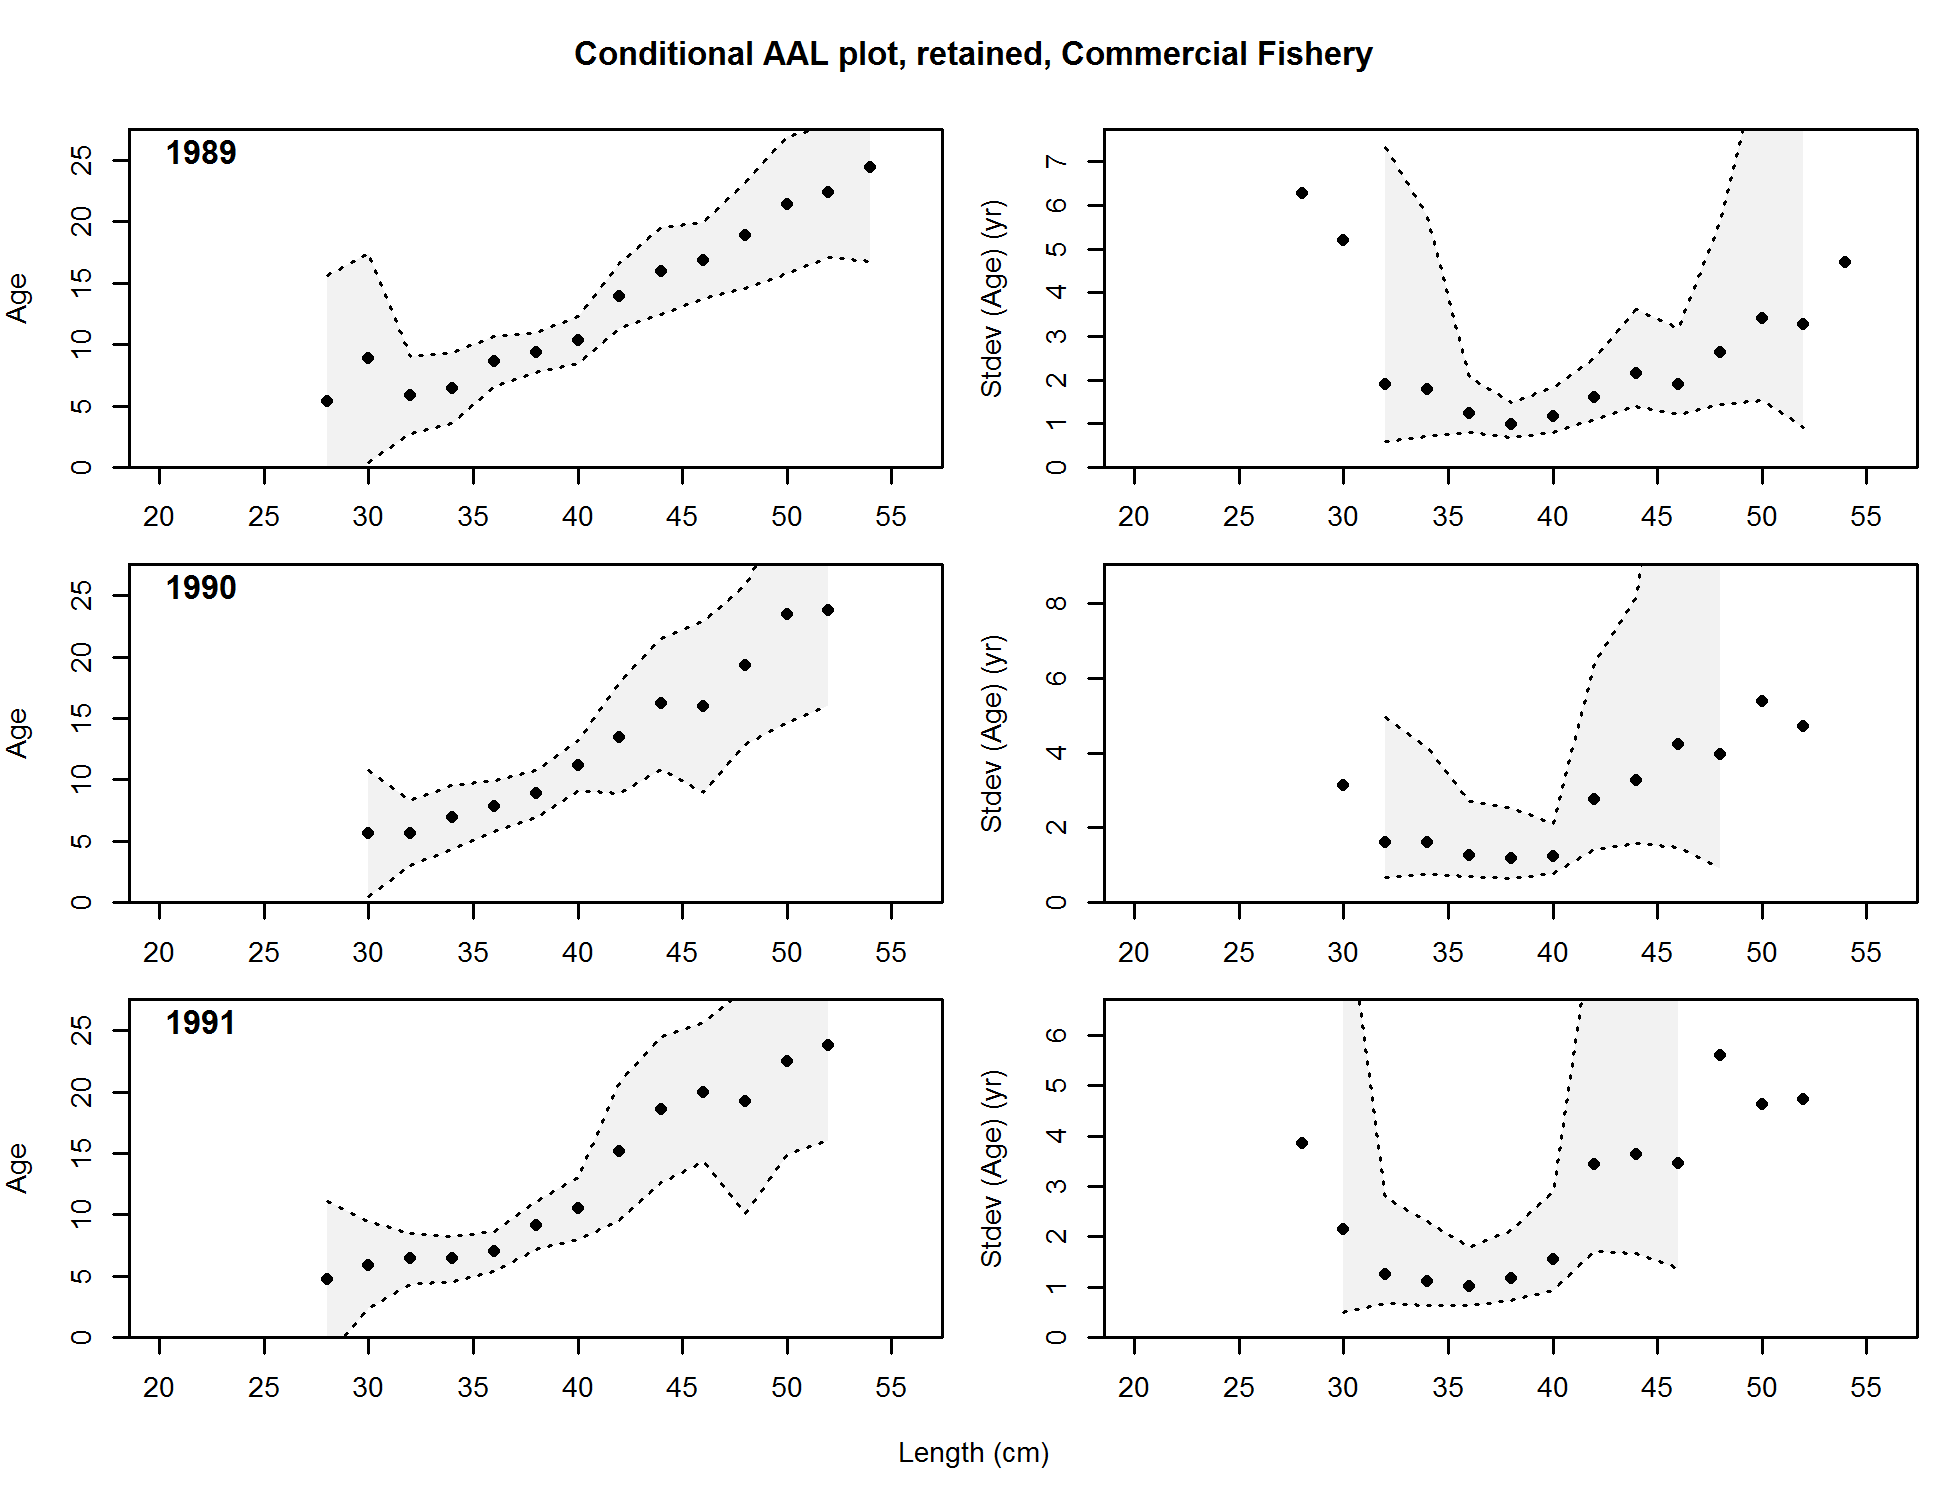 Conditional AAL plot, retained, Commercial Fishery
1989
Age
0 5 10 15 20 25
20 25 30 35 40 45 50 55
Stdev (Age) (yr)
0 1 2 3 4 5 6 7
20 25 30 35 40 45 50 55
1990
Age
0 5 10 15 20 25
20 25 30 35 40 45 50 55
Stdev (Age) (yr)
0 2 4 6 8
20 25 30 35 40 45 50 55
1991
Age
0 5 10 15 20 25
20 25 30 35 40 45 50 55
Stdev (Age) (yr)
0 1 2 3 4 5 6
20 25 30 35 40 45 50 55
Length (cm)